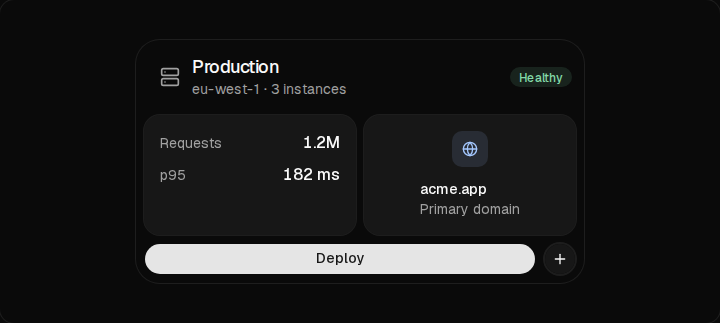 Production
eu-west-1 · 3 instances
Healthy
Requests 1.2M
p95 182 ms
acme.app
Primary domain
Deploy